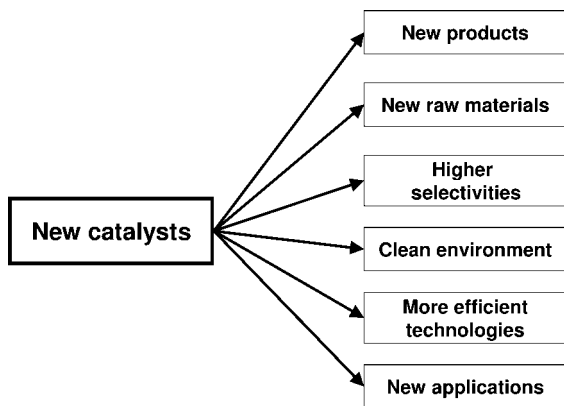 New products
New raw materials
Higher
selectivities
New catalysts
Clean environment
More efficient
technologies
New applications